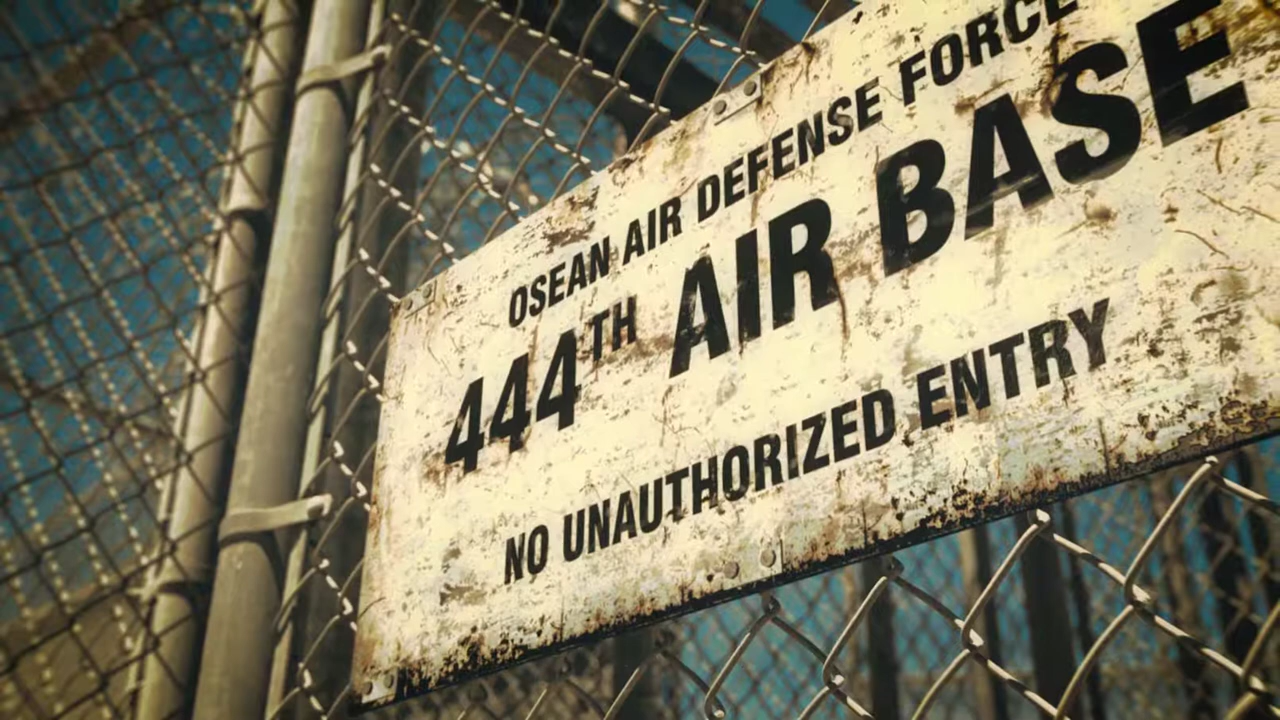 OSEAN AIR DEFENSE FORCE
444TH AIR BASE
NO UNAUTHORIZED ENTRY